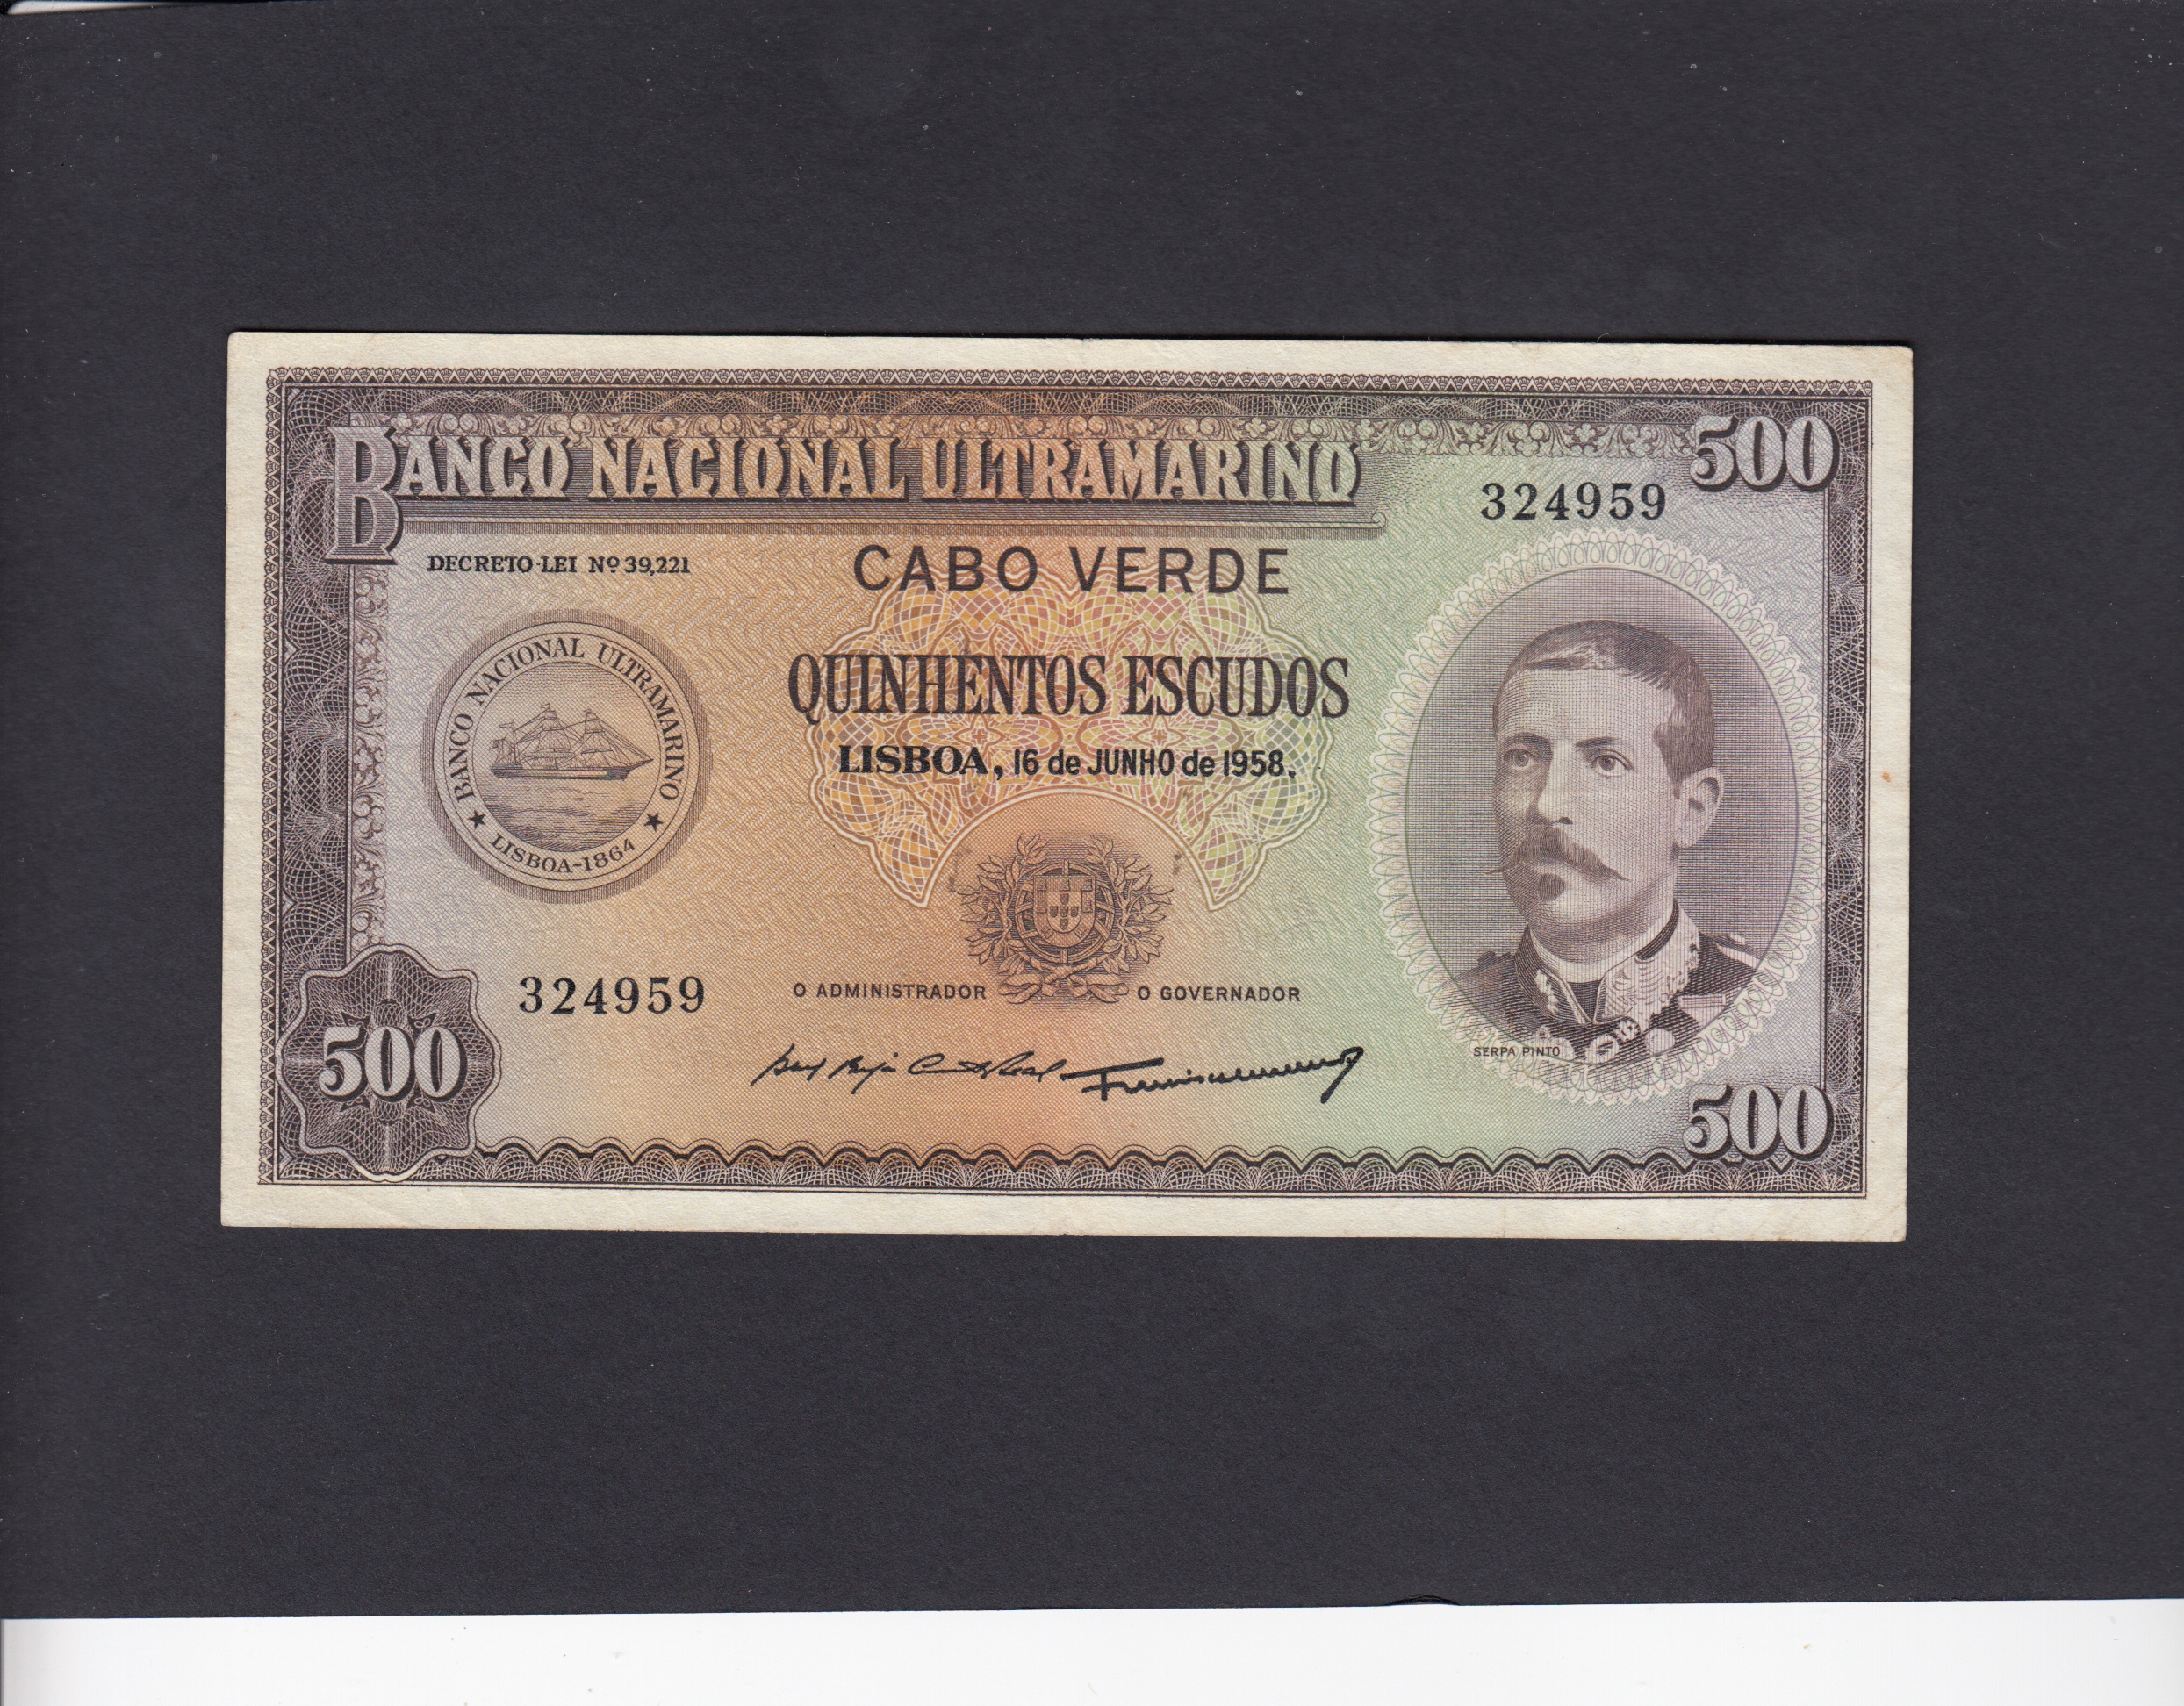 BANCO NACIONAL ULTRAMARINO
500
324959
DECRETO-LEI Nº 39,221
CABO VERDE
BANCO NACIONAL ULTRAMARINO
★ LISBOA-1864 ★
QUINHENTOS ESCUDOS
LISBOA, 16 de JUNHO de 1958.
324959
O ADMINISTRADOR
O GOVERNADOR
SERPA PINTO
500
500